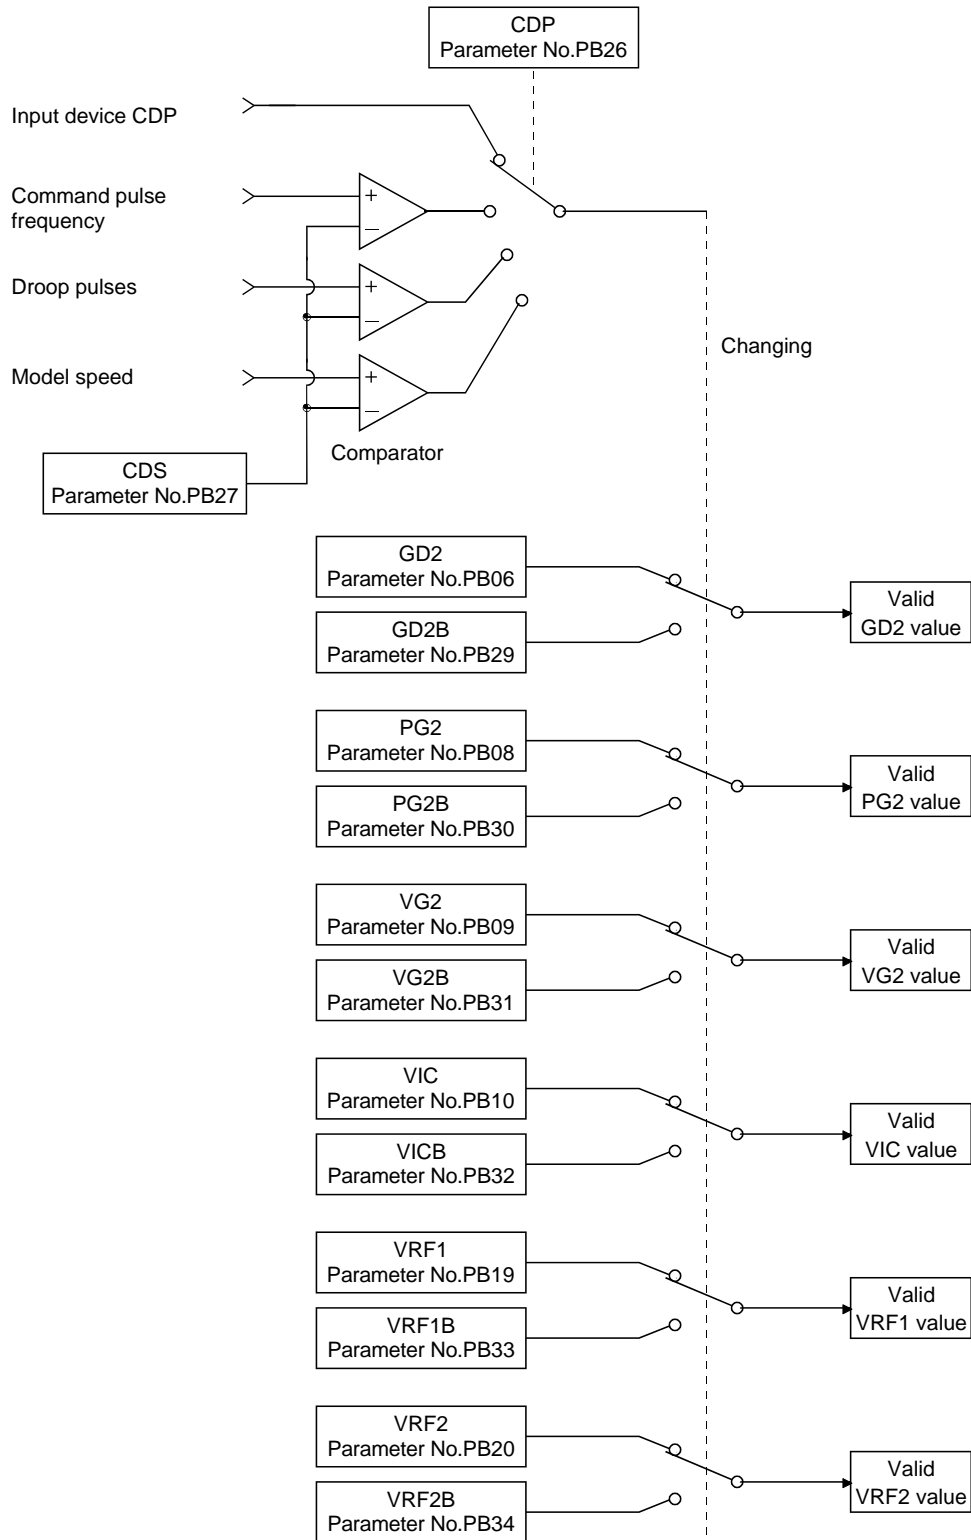 CDP
Parameter No.PB26
Input device CDP
Command pulse
frequency
+
−
Droop pulses
+
−
Changing
Model speed
+
−
Comparator
CDS
Parameter No.PB27
GD2
Parameter No.PB06
Valid
GD2 value
GD2B
Parameter No.PB29
PG2
Parameter No.PB08
Valid
PG2 value
PG2B
Parameter No.PB30
VG2
Parameter No.PB09
Valid
VG2 value
VG2B
Parameter No.PB31
VIC
Parameter No.PB10
Valid
VIC value
VICB
Parameter No.PB32
VRF1
Parameter No.PB19
Valid
VRF1 value
VRF1B
Parameter No.PB33
VRF2
Parameter No.PB20
Valid
VRF2 value
VRF2B
Parameter No.PB34